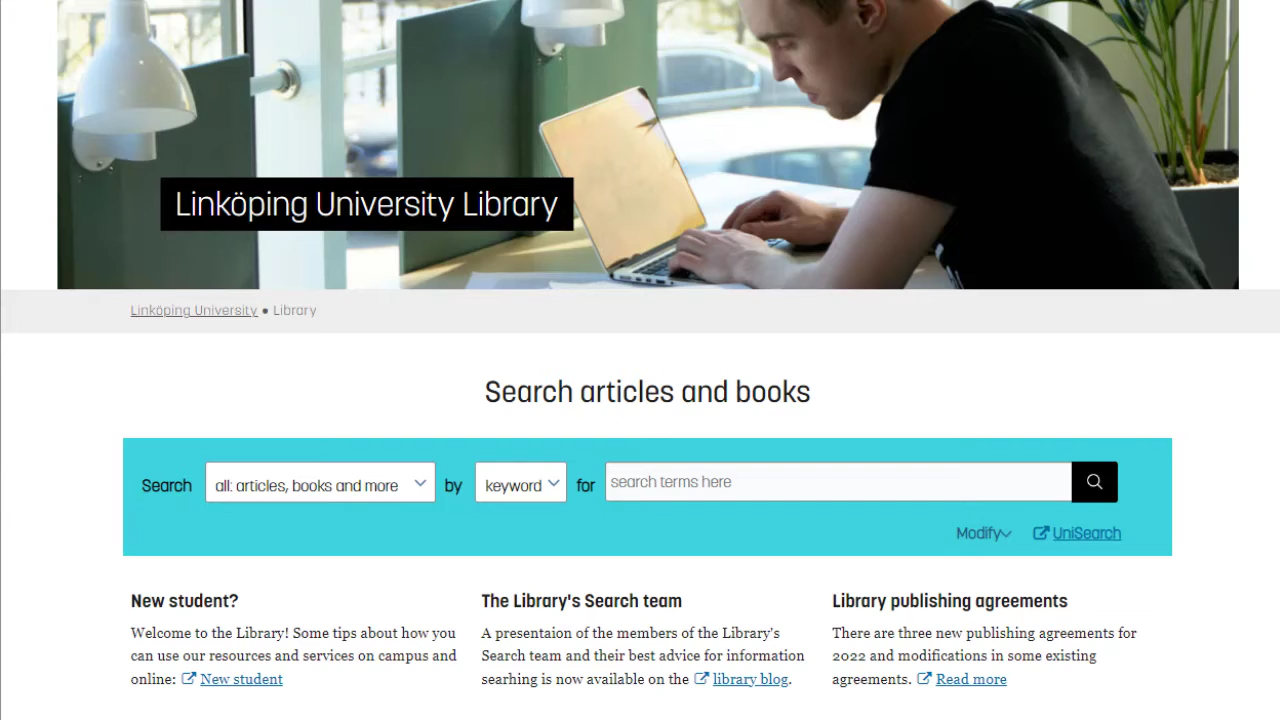 Linköping University Library
Linköping University • Library
Search articles and books
Search all: articles, books and more by keyword for search terms here
Modify UniSearch
New student?
Welcome to the Library! Some tips about how you
can use our resources and services on campus and
online: New student
The Library's Search team
A presentaion of the members of the Library's
Search team and their best advice for information
searhing is now available on the library blog.
Library publishing agreements
There are three new publishing agreements for
2022 and modifications in some existing
agreements. Read more